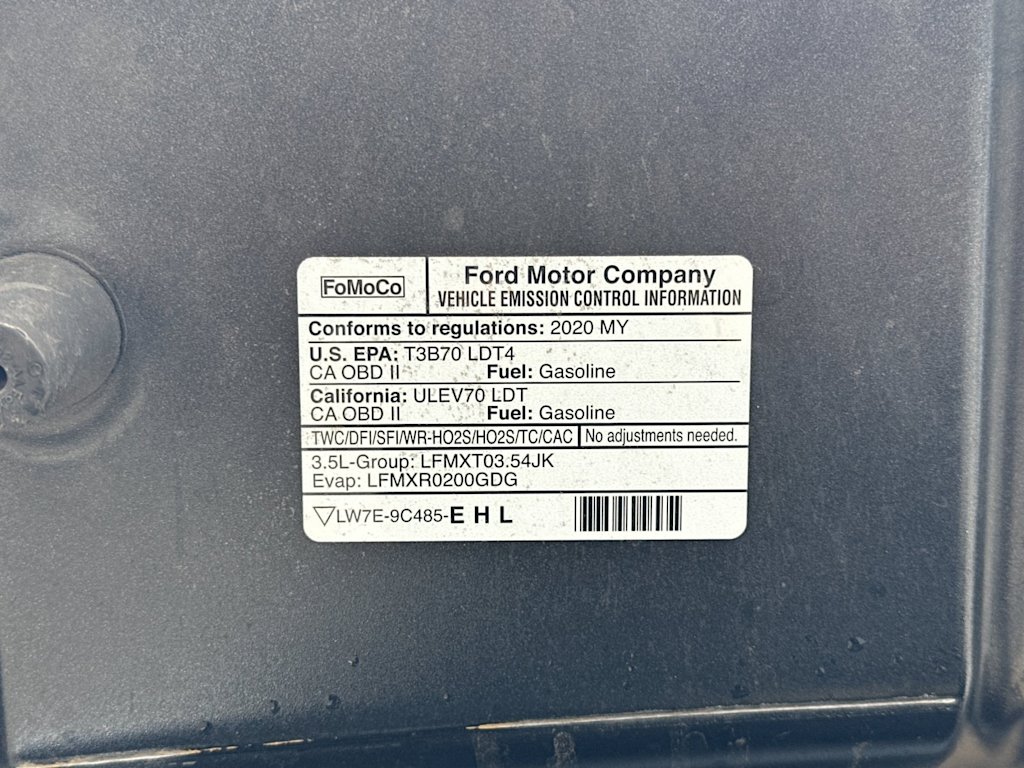 FoMoCo
Ford Motor Company
VEHICLE EMISSION CONTROL INFORMATION
Conforms to regulations: 2020 MY
U.S. EPA: T3B70 LDT4
CA OBD II Fuel: Gasoline
California: ULEV70 LDT
CA OBD II Fuel: Gasoline
TWC/DFI/SFI/WR-HO2S/HO2S/TC/CAC No adjustments needed.
3.5L-Group: LFMXT03.54JK
Evap: LFMXR0200GDG
LW7E-9C485-E H L